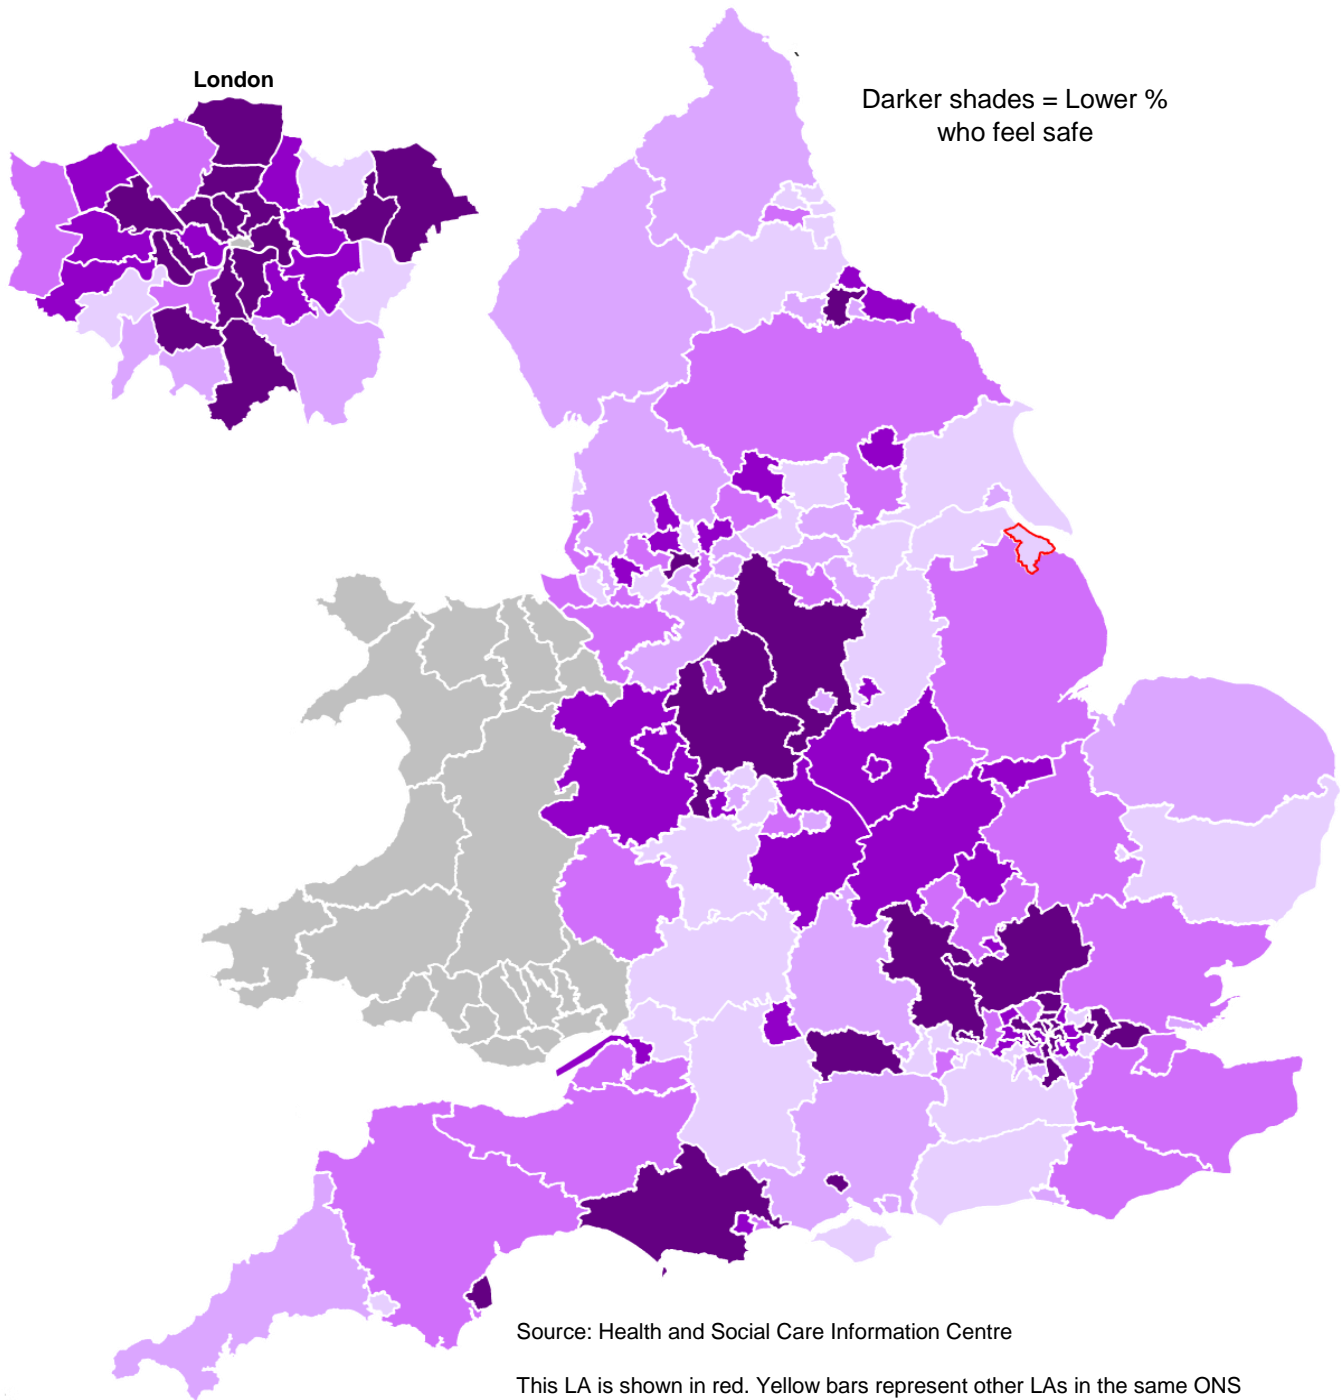 London
Darker shades = Lower %
who feel safe
Source: Health and Social Care Information Centre
This LA is shown in red. Yellow bars represent other LAs in the same ONS